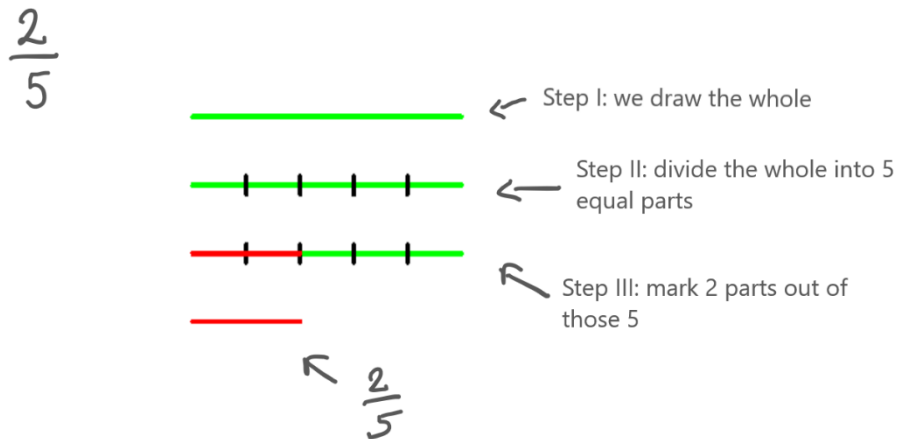 2
5
Step I: we draw the whole
Step II: divide the whole into 5
equal parts
Step III: mark 2 parts out of
those 5
2
5